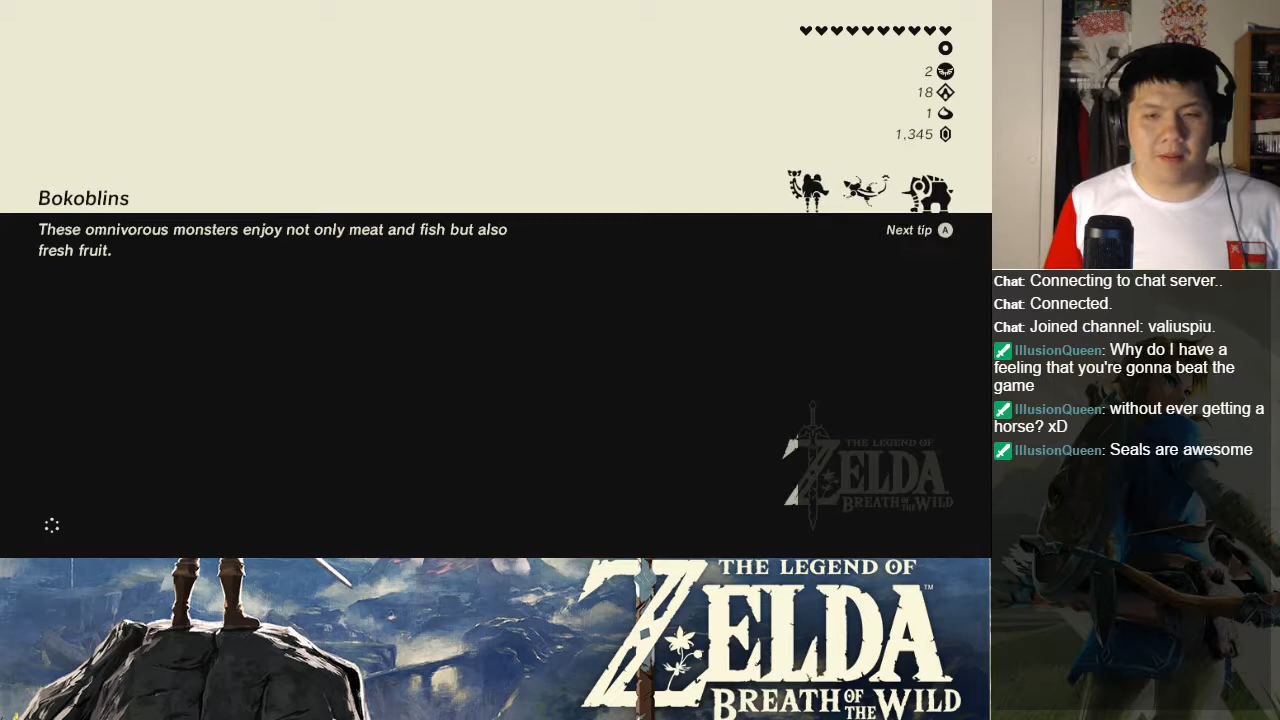 2
18
1
1,345
Bokoblins
These omnivorous monsters enjoy not only meat and fish but also
fresh fruit.
Next tip A
THE LEGEND OF
ZELDA
BREATH OF THE WILD
THE LEGEND OF
ZELDA™
BREATH OF THE WILD
Chat: Connecting to chat server..
Chat: Connected.
Chat: Joined channel: valiuspiu.
IllusionQueen: Why do I have a
feeling that you're gonna beat the
game
IllusionQueen: without ever getting a
horse? xD
IllusionQueen: Seals are awesome